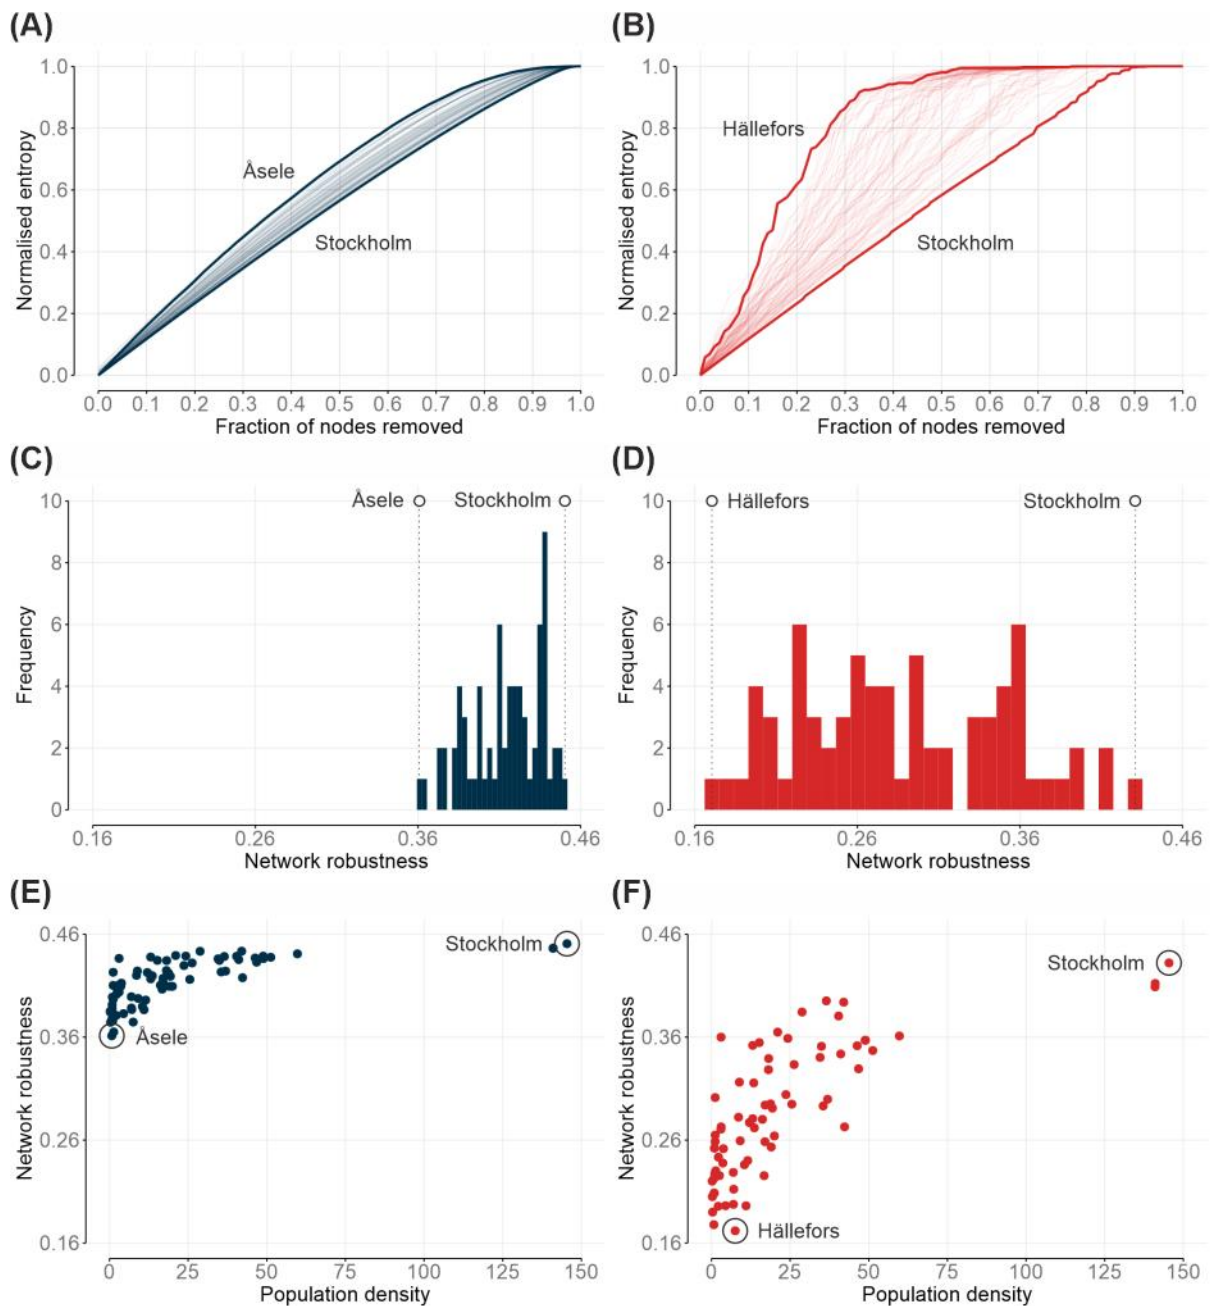 (A)
1.0
0.8
0.6
0.4
0.2
0.0
Normalised entropy
Åsele
Stockholm
0.0 0.1 0.2 0.3 0.4 0.5 0.6 0.7 0.8 0.9 1.0
Fraction of nodes removed
(B)
1.0
0.8
0.6
0.4
0.2
0.0
Normalised entropy
Hällefors
Stockholm
0.0 0.1 0.2 0.3 0.4 0.5 0.6 0.7 0.8 0.9 1.0
Fraction of nodes removed
(C)
10
8
6
4
2
0
Frequency
Åsele Stockholm
0.16 0.26 0.36 0.46
Network robustness
(D)
10
8
6
4
2
0
Frequency
Hällefors Stockholm
0.16 0.26 0.36 0.46
Network robustness
(E)
0.46
0.36
0.26
0.16
Network robustness
Stockholm
Åsele
0 25 50 75 100 125 150
Population density
(F)
0.46
0.36
0.26
0.16
Network robustness
Stockholm
Hällefors
0 25 50 75 100 125 150
Population density